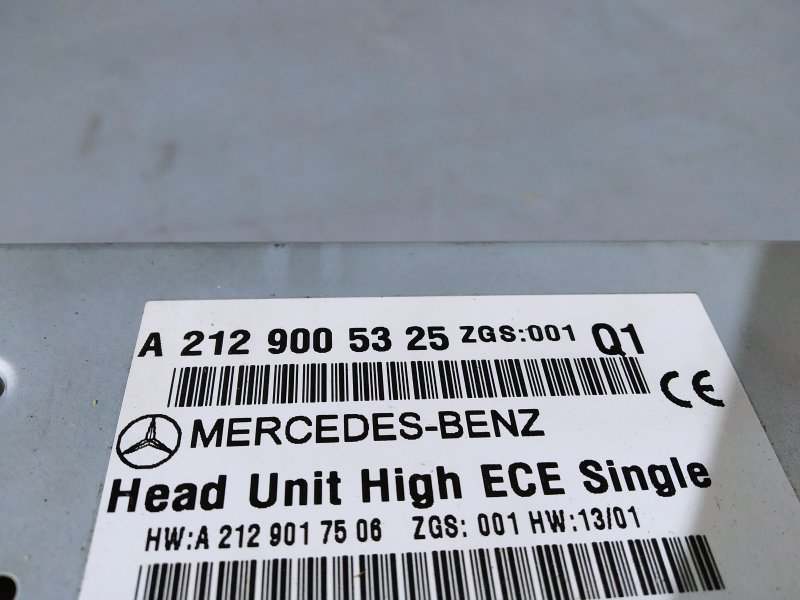 A 212 900 53 25 ZGS:001 Q1
CE
MERCEDES-BENZ
Head Unit High ECE Single
HW:A 212 901 75 06 ZGS: 001 HW:13/01